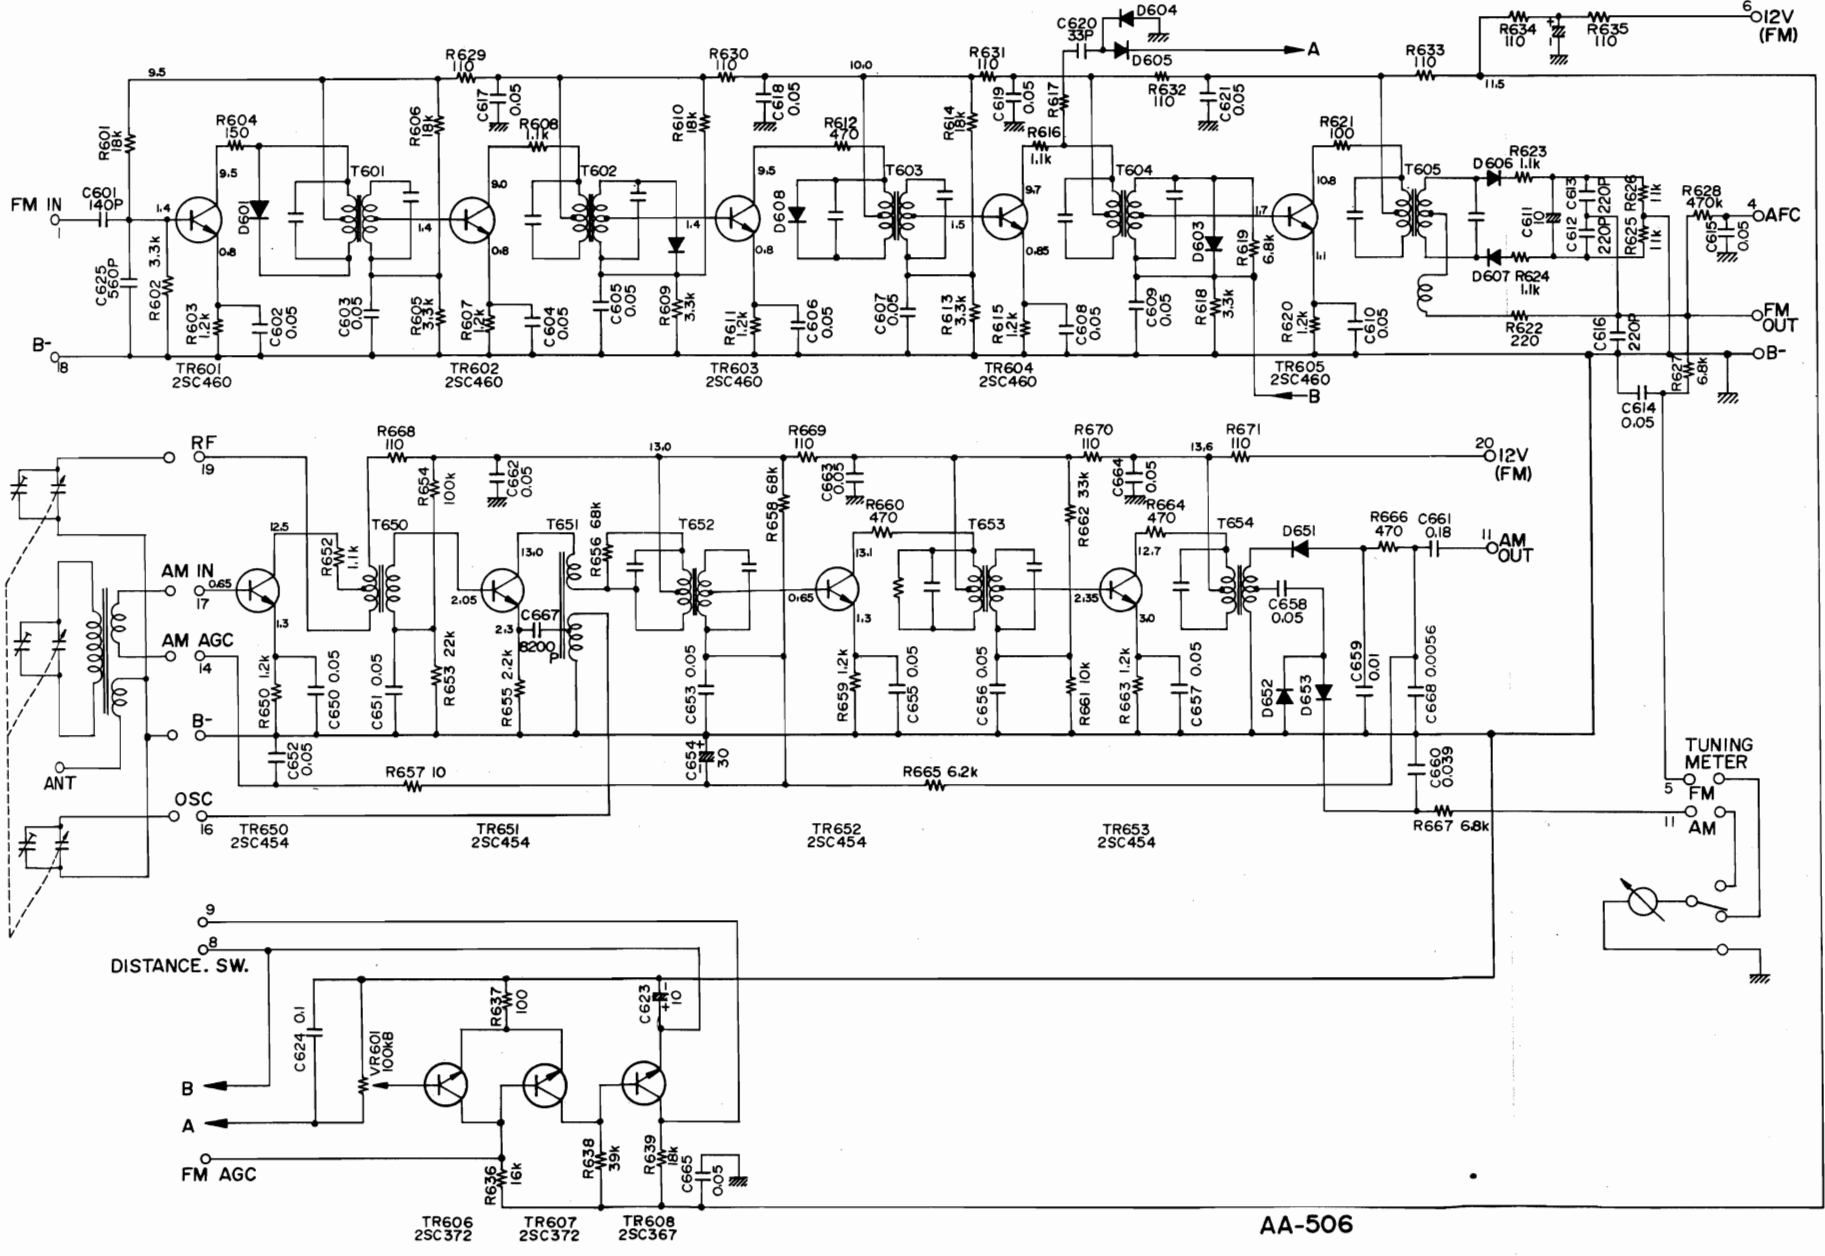 6
12V
(FM)
R634
110
R635
110
C620
33P
D604
D605
A
R629
110
R630
110
R631
110
R632
110
R633
110
9.5
10.0
11.5
R601
18k
R604
150
R606
18k
C617
0.05
R608
1.1k
R610
18k
C618
0.05
R612
470
R614
18k
C619
0.05
R617
R616
1.1k
C621
0.05
R621
100
FM IN
1
C601
140P
1.4
9.5
0.8
D601
T601
1.4
9.0
0.8
T602
1.4
9.5
0.8
D608
T603
1.5
9.7
0.85
T604
D603
1.7
R619
6.8k
10.8
1.1
T605
D606
R623
1.1k
C611
10
C613
220P
C612
220P
R626
11k
R625
11k
R628
470k
4
AFC
C615
0.05
D607
R624
1.1k
C625
560P
R602
3.3k
R603
1.2k
C602
0.05
C603
0.05
R605
3.3k
R607
1.2k
C604
0.05
C605
0.05
R609
3.3k
R611
1.2k
C606
0.05
C607
0.05
R613
3.3k
R615
1.2k
C608
0.05
C609
0.05
R618
3.3k
R620
1.2k
C610
0.05
R622
220
C616
220P
FM
OUT
B-
18
B-
R627
6.8k
C614
0.05
TR601
2SC460
TR602
2SC460
TR603
2SC460
TR604
2SC460
TR605
2SC460
B
RF
19
R668
110
R654
100k
C662
0.05
13.0
R669
110
R658 68k
C663
0.05
R670
110
R662 33k
C664
0.05
13.6
R671
110
20
12V
(FM)
12.5
R652
1.1k
T650
T651
13.0
R656 68k
T652
R660
470
13.1
T653
R664
470
12.7
T654
D651
R666
470
C661
0.18
11
AM
OUT
AM IN
17
0.65
1.3
2.05
2.3
C667
8200
P
0.65
1.3
2.35
3.0
C658
0.05
AM AGC
14
R650 1.2k
C650 0.05
C651 0.05
R653 22k
R655 2.2k
C653 0.05
R659 1.2k
C655 0.05
C656 0.05
R661 10k
R663 1.2k
C657 0.05
D652
D653
C659
0.01
C668 0.0056
B-
C652
0.05
C654
30
C660
0.039
ANT
R657 10
R665 6.2k
OSC
16
R667 6.8k
TUNING
METER
5
FM
11
AM
TR650
2SC454
TR651
2SC454
TR652
2SC454
TR653
2SC454
9
8
DISTANCE. SW.
C624 0.1
VR601
100kB
R637
100
C623
10
B
A
FM AGC
R636
16k
R638
39k
R639
18k
C665
0.05
TR606
2SC372
TR607
2SC372
TR608
2SC367
AA-506